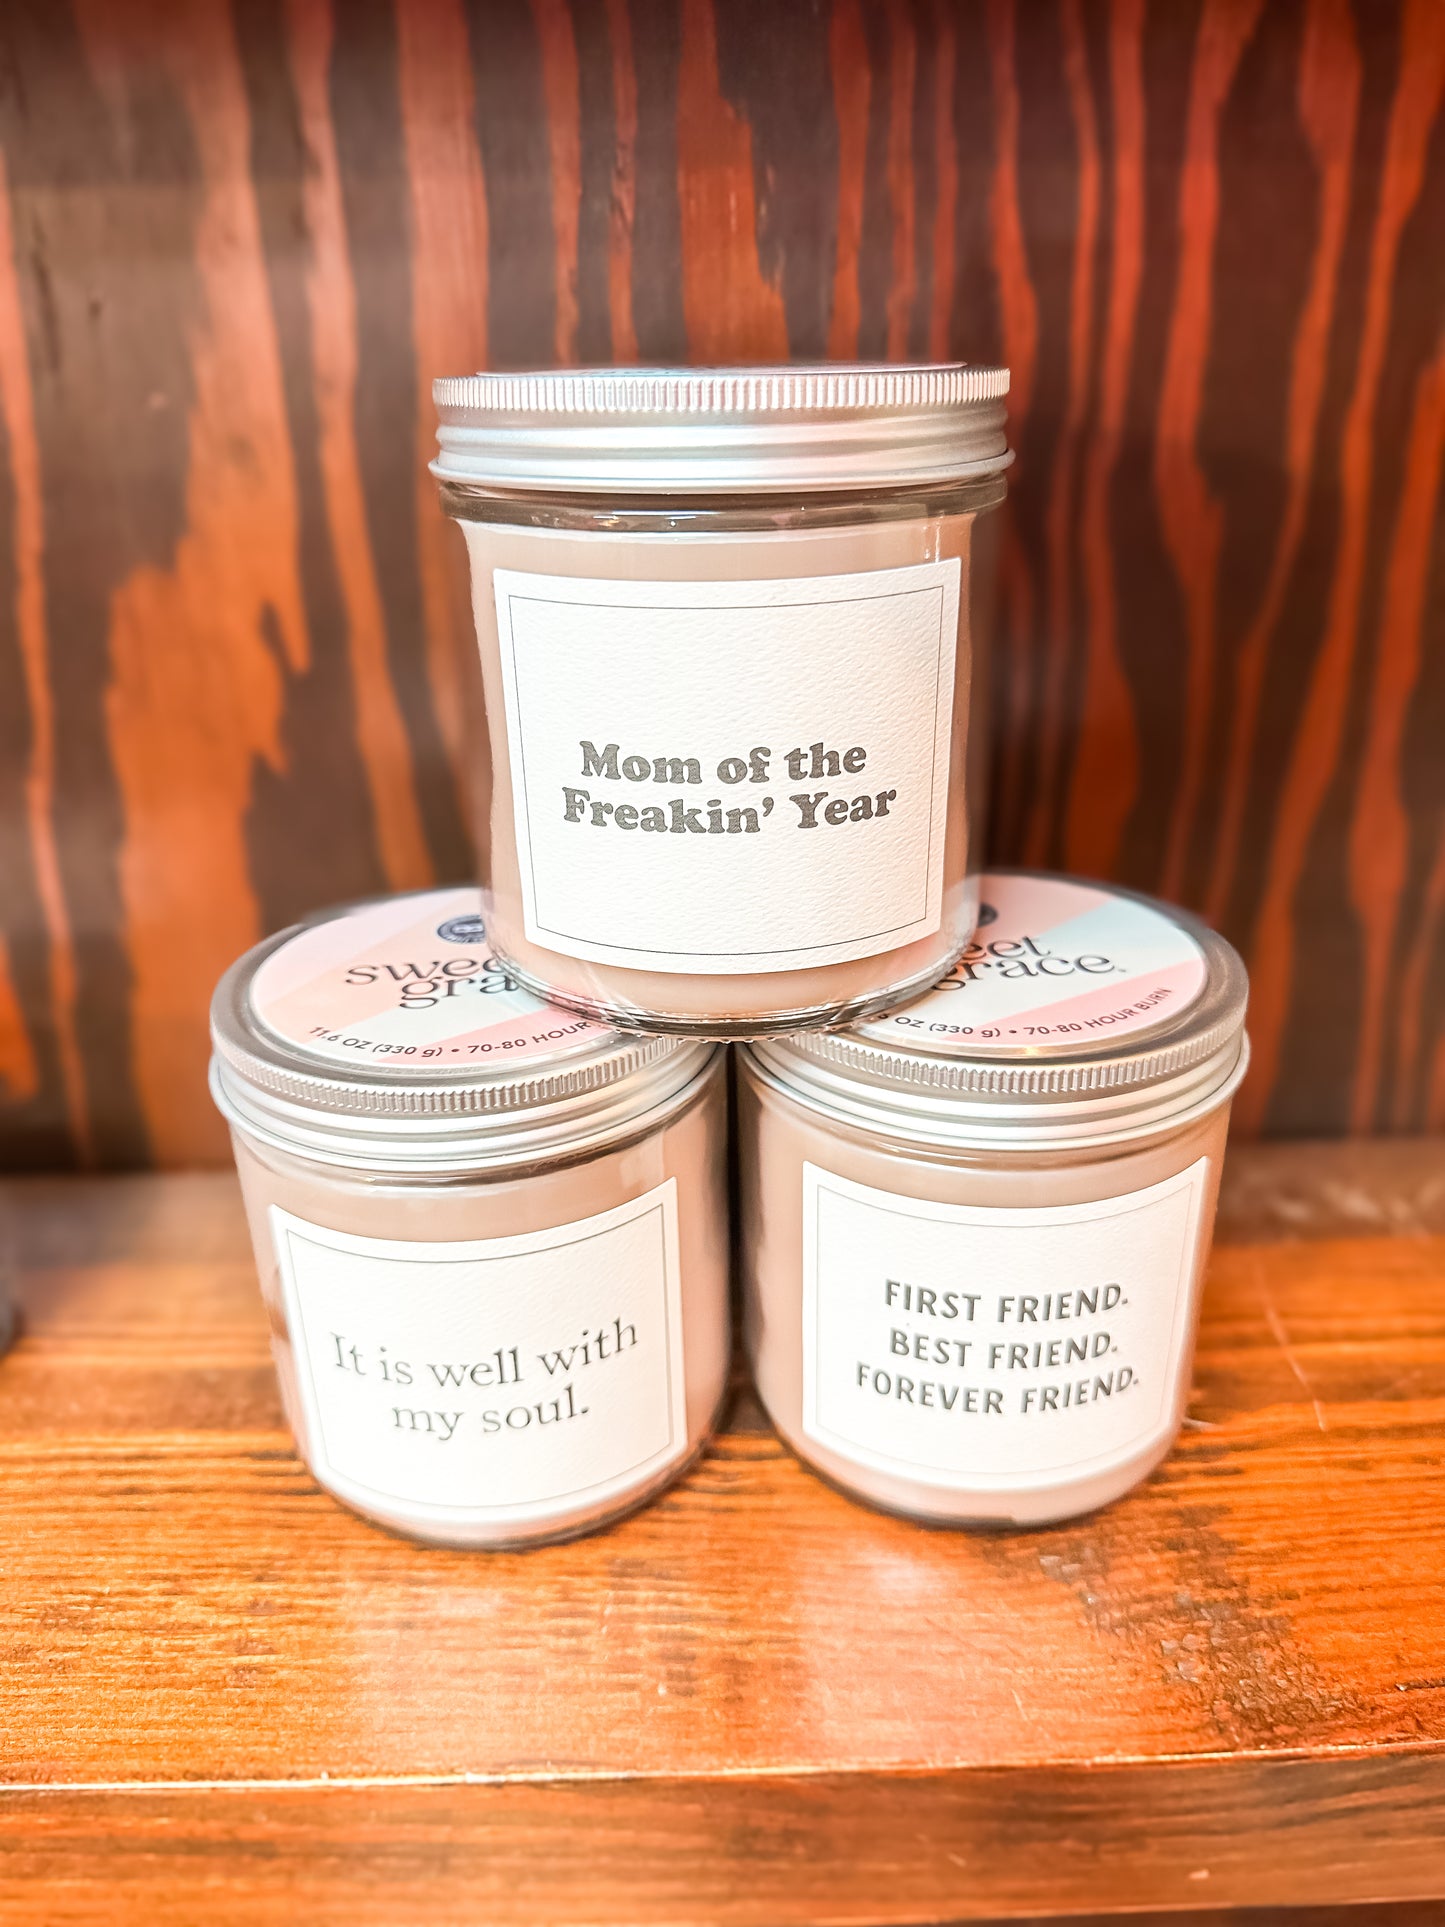 Mom of the
Freakin' Year
grace
11.6 OZ (330 g) • 70-80 HOUR
OZ (330 g) • 70-80 HOUR BURN
It is well with
my soul.
FIRST FRIEND.
BEST FRIEND.
FOREVER FRIEND.